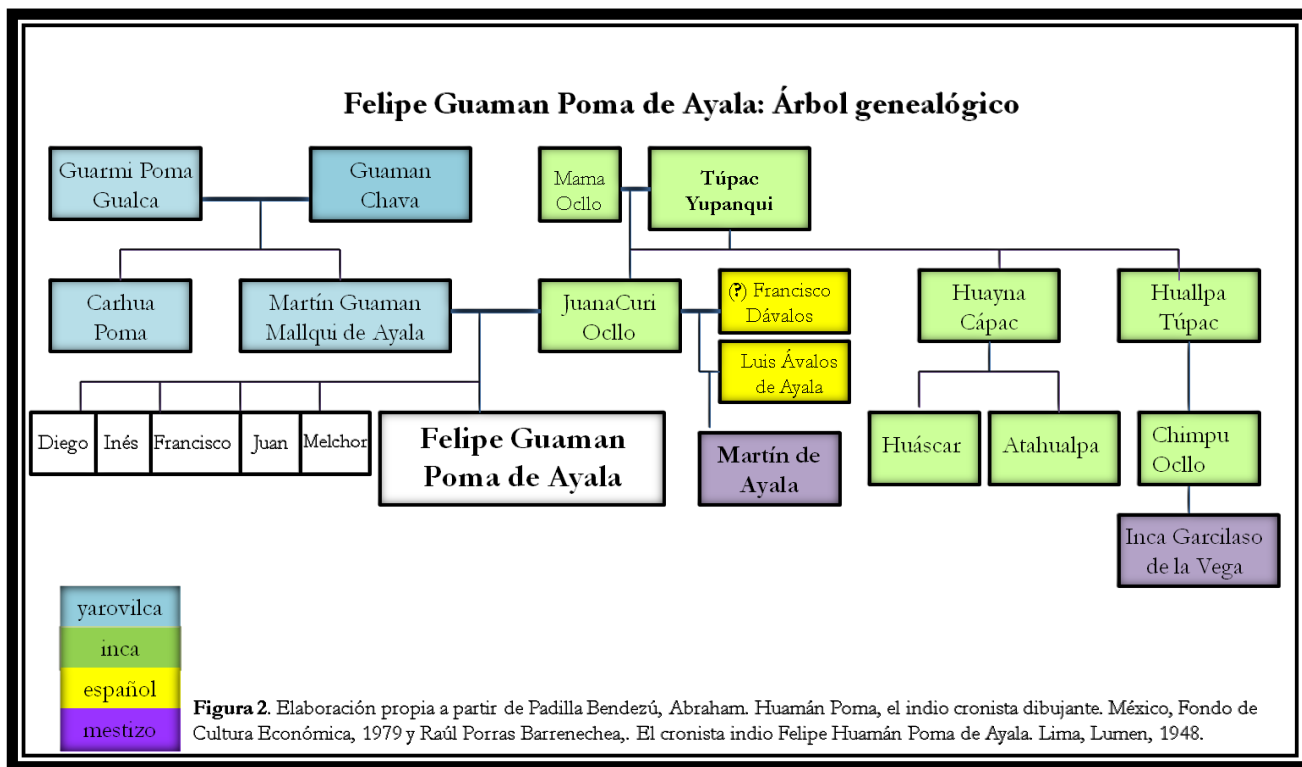 Felipe Guaman Poma de Ayala: Árbol genealógico
Guarmi Poma
Gualca
Guaman
Chava
Mama
Ocllo
Túpac
Yupanqui
Carhua
Poma
Martín Guaman
Mallqui de Ayala
JuanaCuri
Ocllo
(?) Francisco
Dávalos
Luis Ávalos
de Ayala
Huayna
Cápac
Huallpa
Túpac
Diego
Inés
Francisco
Juan
Melchor
Felipe Guaman
Poma de Ayala
Martín de
Ayala
Huáscar
Atahualpa
Chimpu
Ocllo
Inca Garcilaso
de la Vega
yarovilca
inca
español
mestizo
Figura 2. Elaboración propia a partir de Padilla Bendezú, Abraham. Huamán Poma, el indio cronista dibujante. México, Fondo de
Cultura Económica, 1979 y Raúl Porras Barrenechea,. El cronista indio Felipe Huamán Poma de Ayala. Lima, Lumen, 1948.